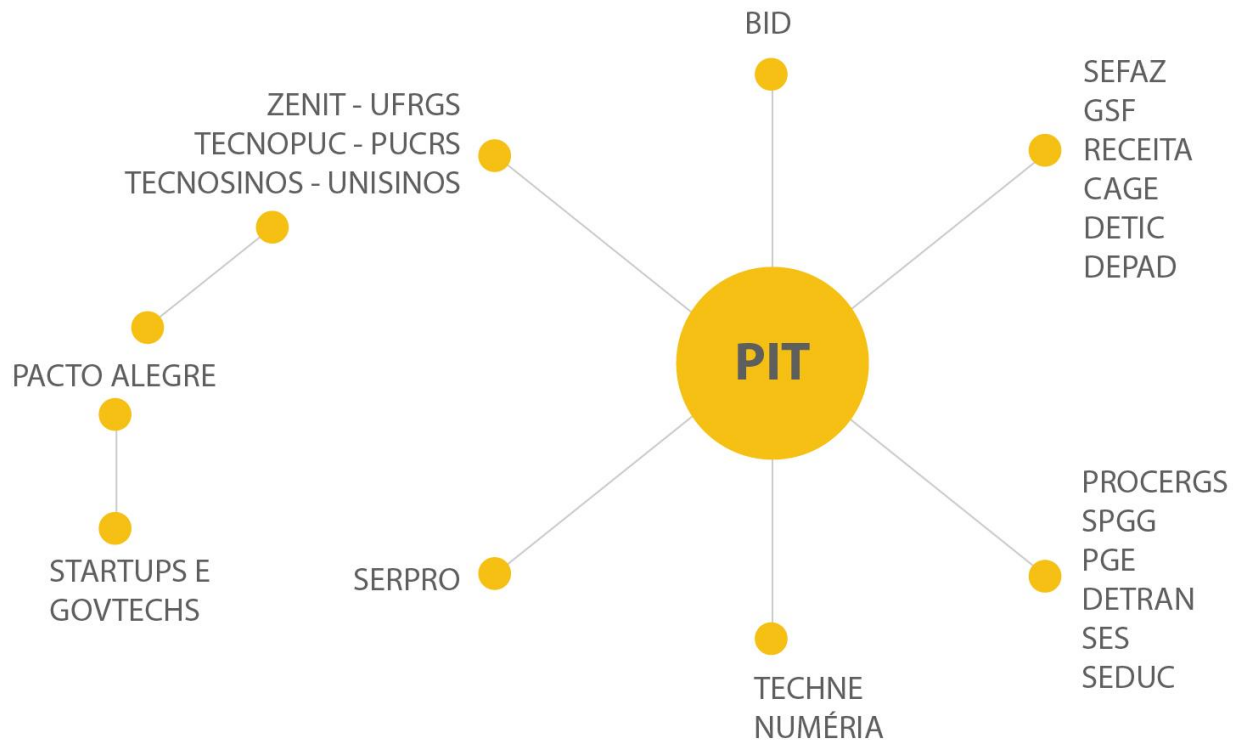 BID
ZENIT - UFRGS
TECNOPUC - PUCRS
TECNOSINOS - UNISINOS
SEFAZ
GSF
RECEITA
CAGE
DETIC
DEPAD
PIT
PACTO ALEGRE
STARTUPS E
GOVTECHS
SERPRO
TECHNE
NUMÉRIA
PROCERGS
SPGG
PGE
DETRAN
SES
SEDUC